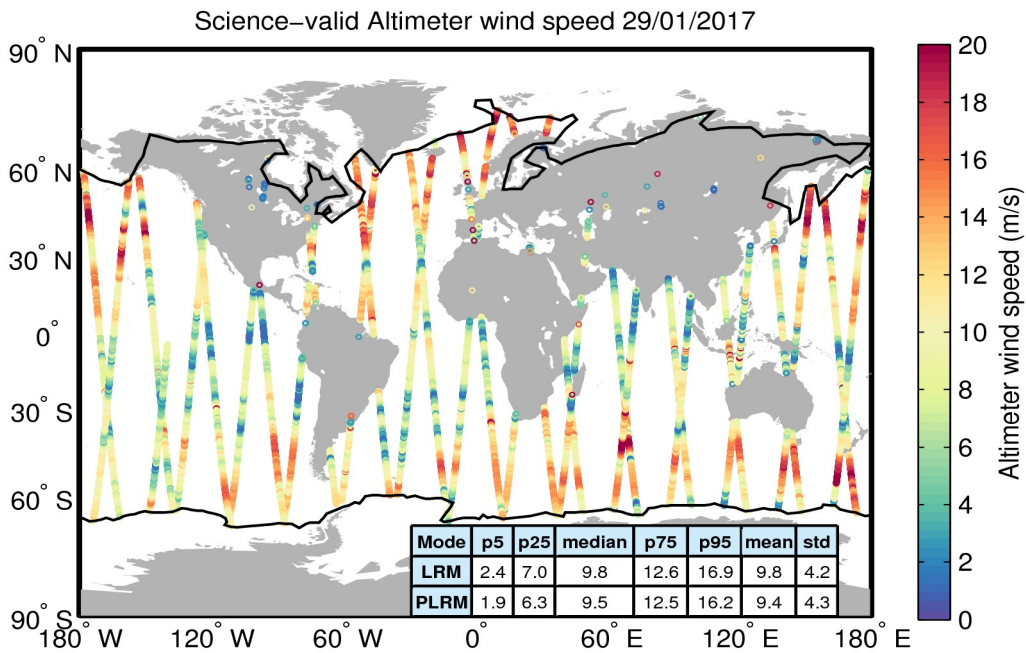 Science−valid Altimeter wind speed 29/01/2017
90° N
60° N
30° N
0°
30° S
60° S
90° S
180° W
120° W
60° W
0°
60° E
120° E
180° E
Mode p5 p25 median p75 p95 mean std
LRM 2.4 7.0 9.8 12.6 16.9 9.8 4.2
PLRM 1.9 6.3 9.5 12.5 16.2 9.4 4.3
20
18
16
14
12
10
8
6
4
2
0
Altimeter wind speed (m/s)